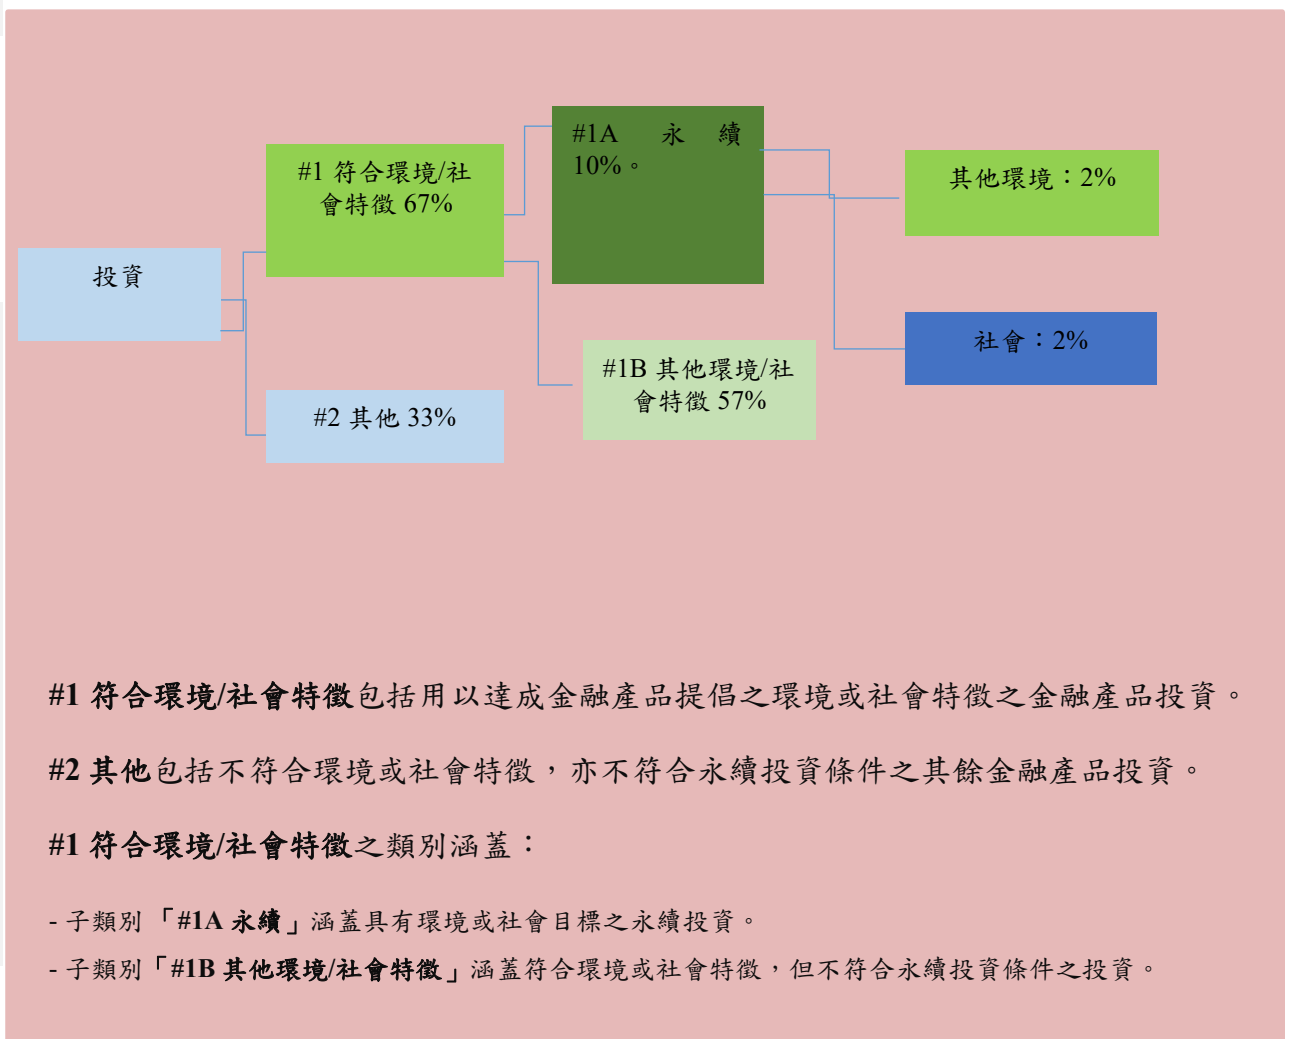 投資
#1 符合環境/社
會特徵 67%
#2 其他 33%
#1A 永 續
10%。
#1B 其他環境/社
會特徵 57%
其他環境：2%
社會：2%
#1 符合環境/社會特徵包括用以達成金融產品提倡之環境或社會特徵之金融產品投資。
#2 其他包括不符合環境或社會特徵，亦不符合永續投資條件之其餘金融產品投資。
#1 符合環境/社會特徵之類別涵蓋：
- 子類別「#1A 永續」涵蓋具有環境或社會目標之永續投資。
- 子類別「#1B 其他環境/社會特徵」涵蓋符合環境或社會特徵，但不符合永續投資條件之投資。